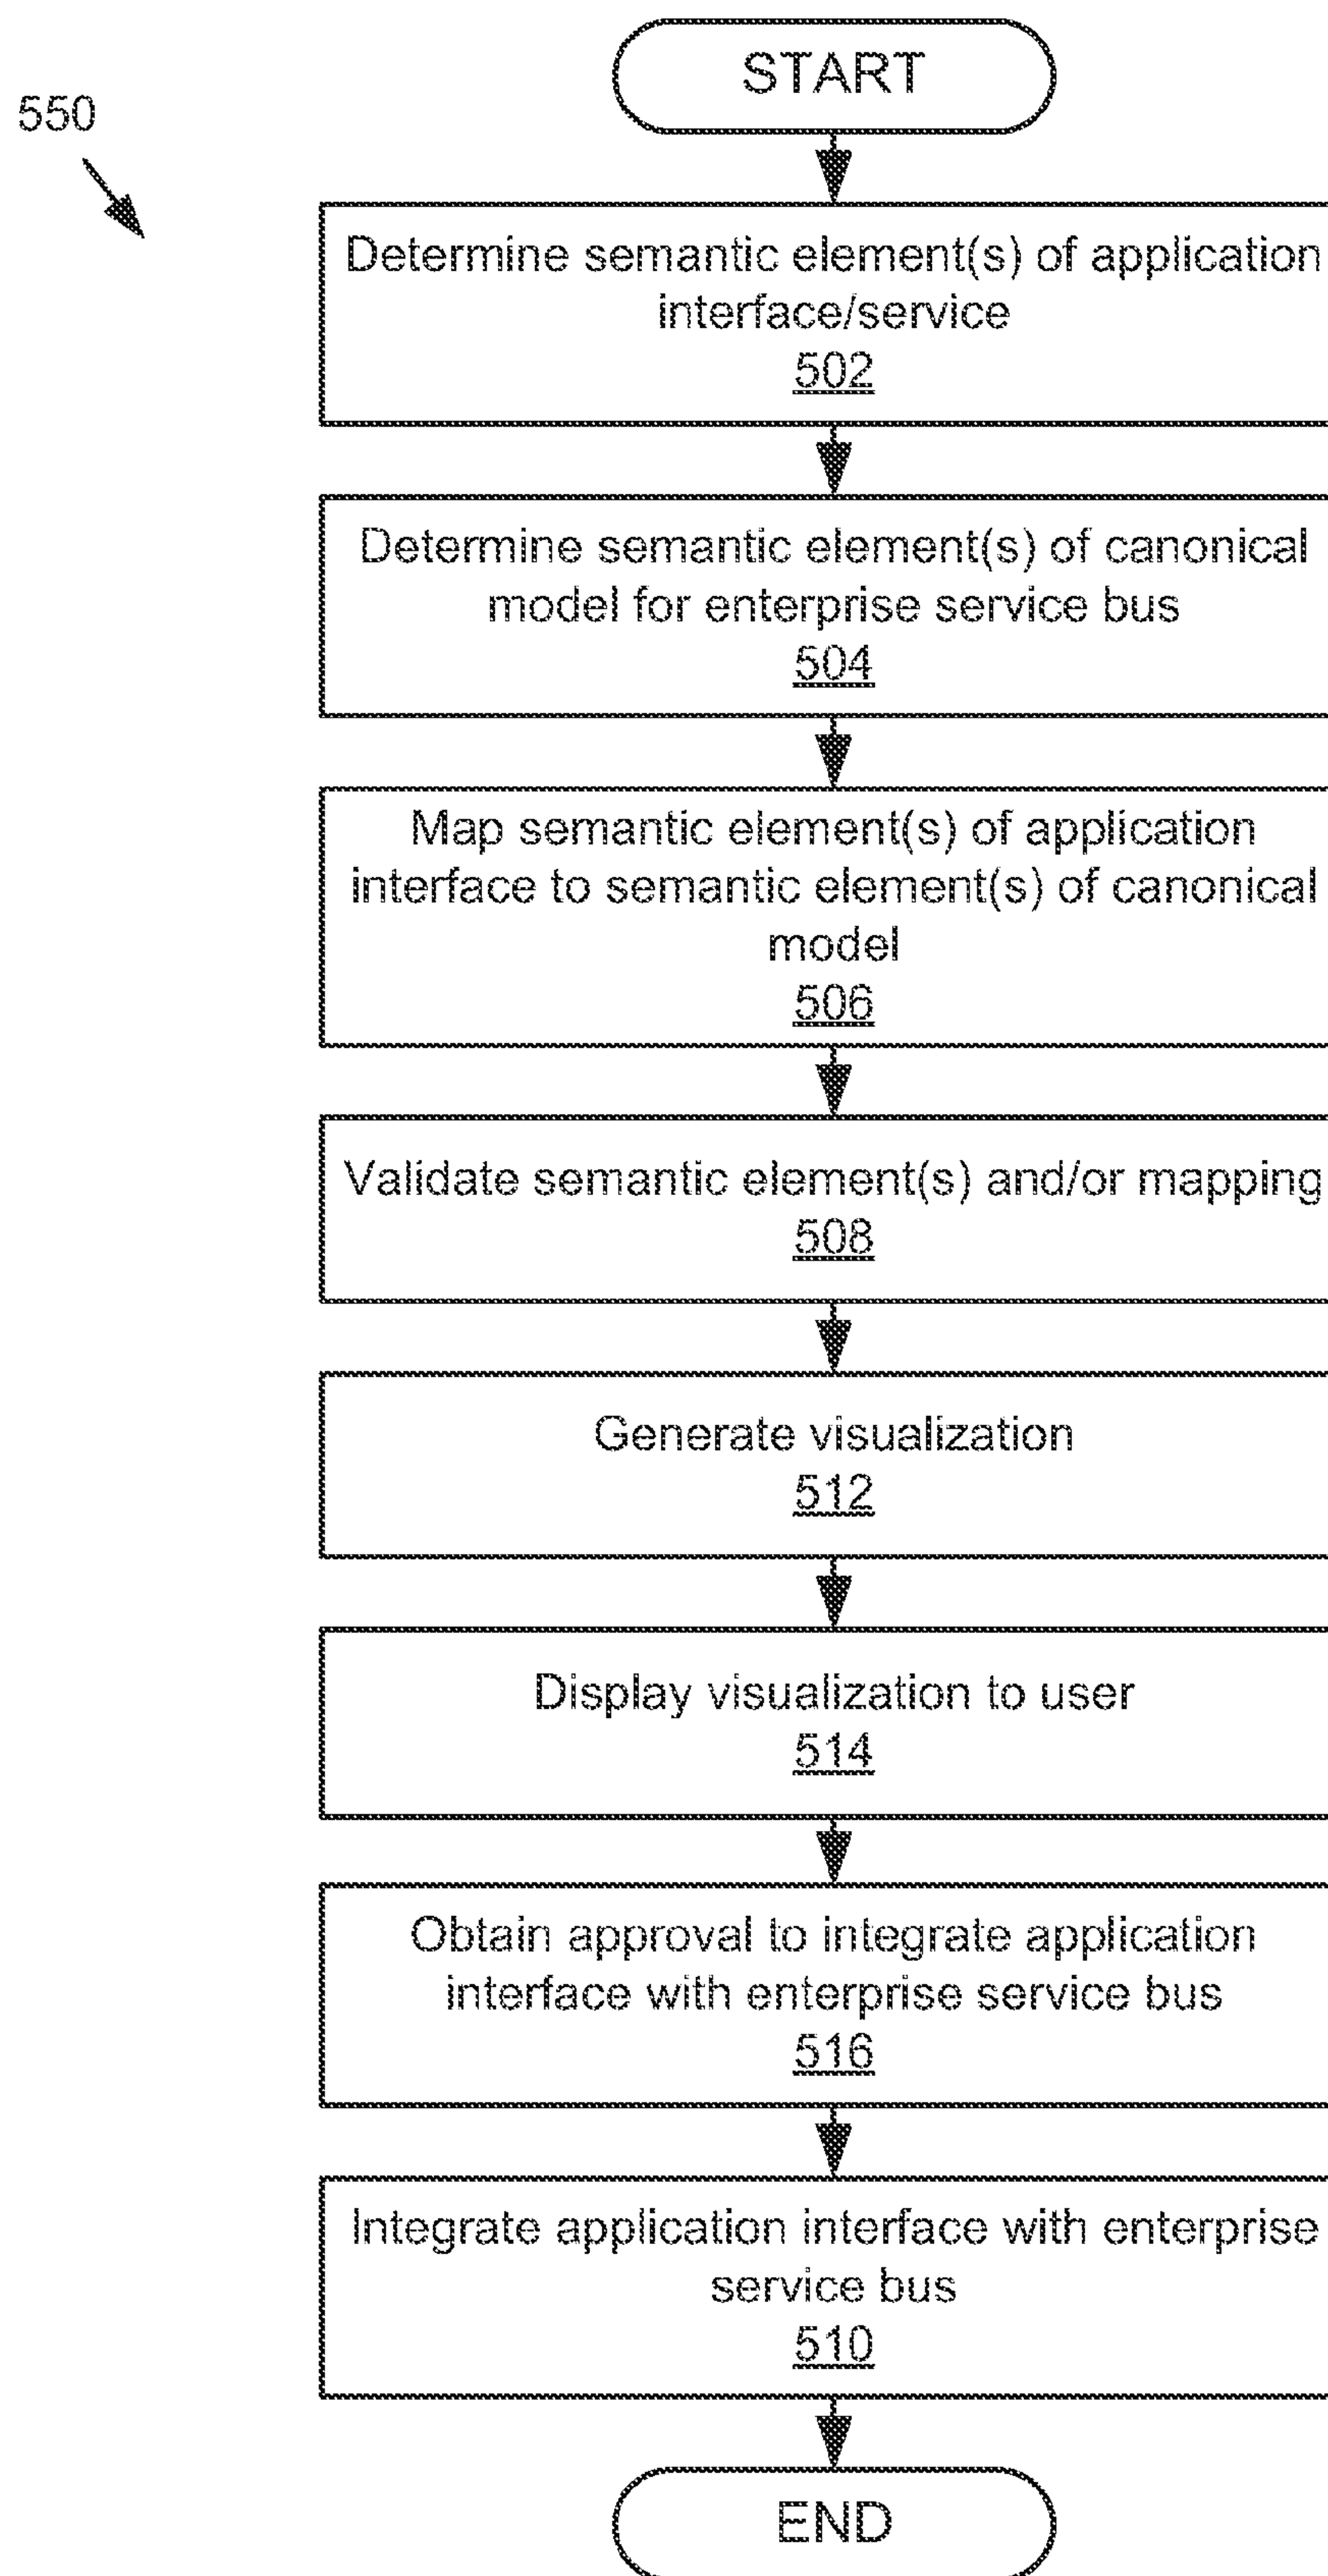 START
550
Determine semantic element(s) of application
interface/service
502
Determine semantic element(s) of canonical
model for enterprise service bus
504
Map semantic element(s) of application
interface to semantic element(s) of canonical
model
506
Validate semantic element(s) and/or mapping
508
Generate visualization
512
Display visualization to user
514
Obtain approval to integrate application
interface with enterprise service bus
516
Integrate application interface with enterprise
service bus
510
END